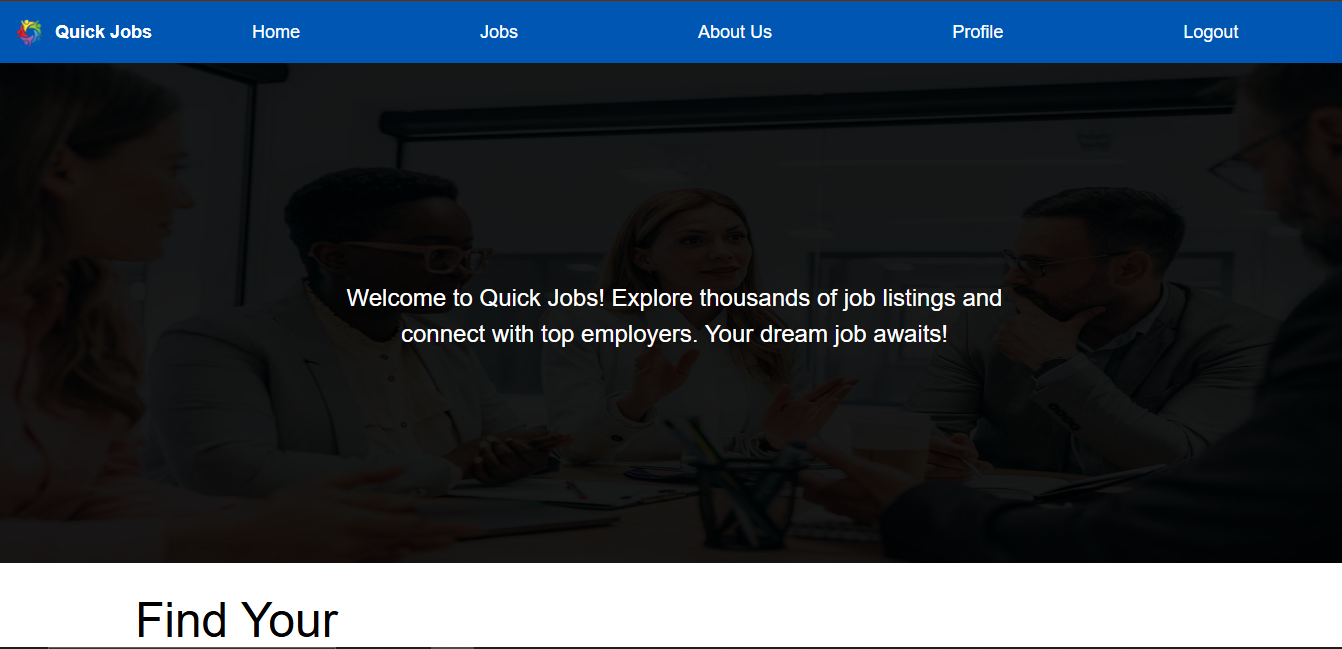 Quick Jobs Home Jobs About Us Profile Logout
Welcome to Quick Jobs! Explore thousands of job listings and
connect with top employers. Your dream job awaits!
Find Your